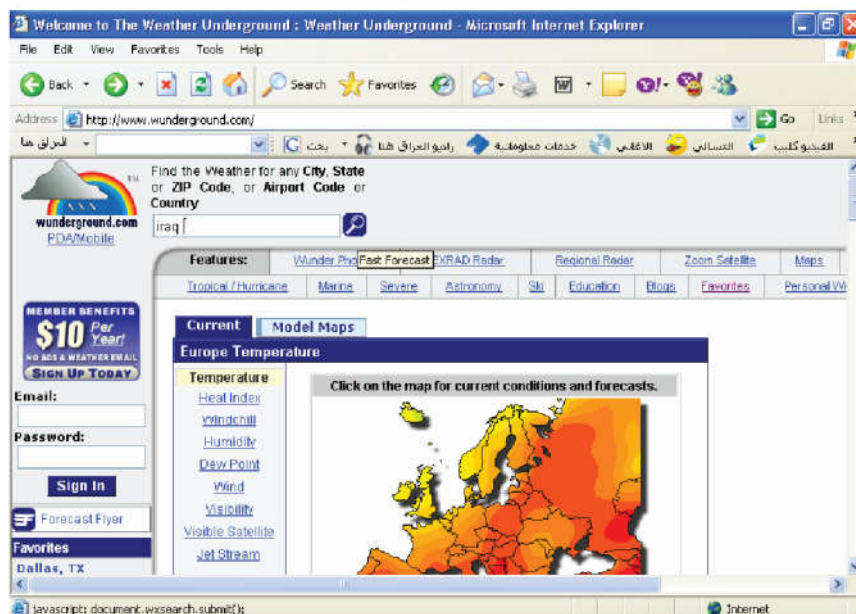 Welcome to The Weather Underground : Weather Underground - Microsoft Internet Explorer
File Edit View Favorites Tools Help
Back Search Favorites
Address http://www.wunderground.com/ Go Links
العراق هنا بحث راديو العراق هنا خدمات معلوماتية الاغاني التسالي الفيديو كليب
Find the Weather for any City, State
or ZIP Code, or Airport Code or
Country
TM
wunderground.com
PDA/Mobile
iraq
Features: Wunder Pho Fast Forecast EXRAD Radar Regional Radar Zoom Satellite Maps
Tropical / Hurricane Marine Severe Astronomy Ski Education Blogs Favorites Personal W
MEMBER BENEFITS
$10 Per Year!
NO ADS & WEATHER EMAIL
SIGN UP TODAY
Email:
Password:
Sign In
Forecast Flyer
Favorites
Dallas, TX
Current Model Maps
Europe Temperature
Temperature
Heat Index
Windchill
Humidity
Dew Point
Wind
Visibility
Visible Satellite
Jet Stream
Click on the map for current conditions and forecasts.
javascript: document.wxsearch.submit(); Internet